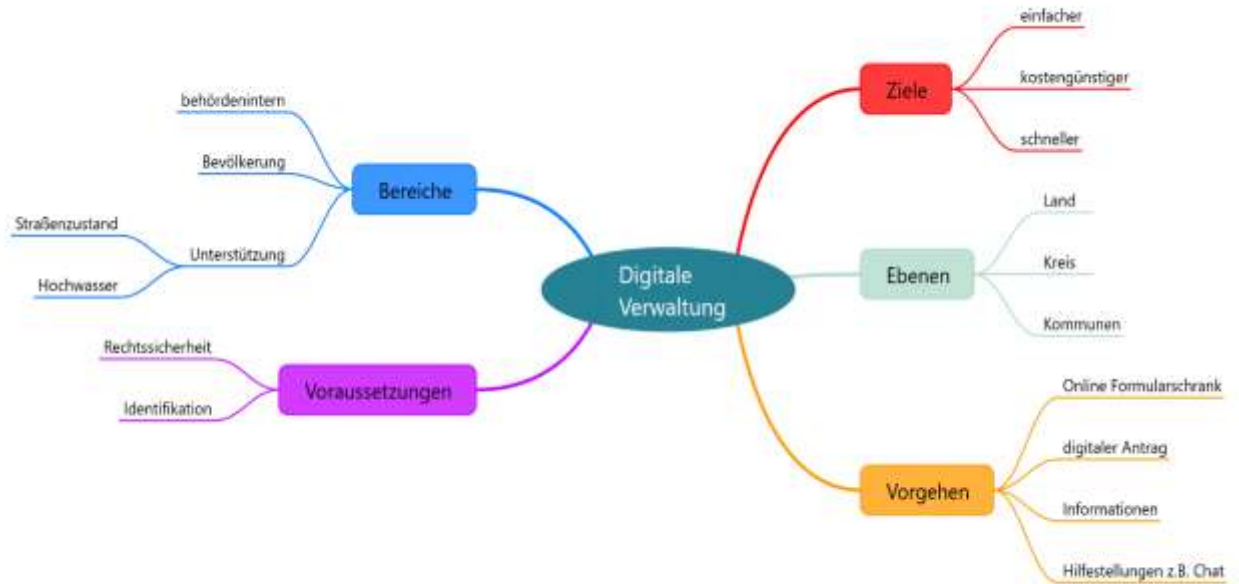 Digitale
Verwaltung
Ziele
einfacher
kostengünstiger
schneller
Ebenen
Land
Kreis
Kommunen
Vorgehen
Online Formularschrank
digitaler Antrag
Informationen
Hilfestellungen z.B. Chat
Bereiche
behördenintern
Bevölkerung
Unterstützung
Straßenzustand
Hochwasser
Voraussetzungen
Rechtssicherheit
Identifikation